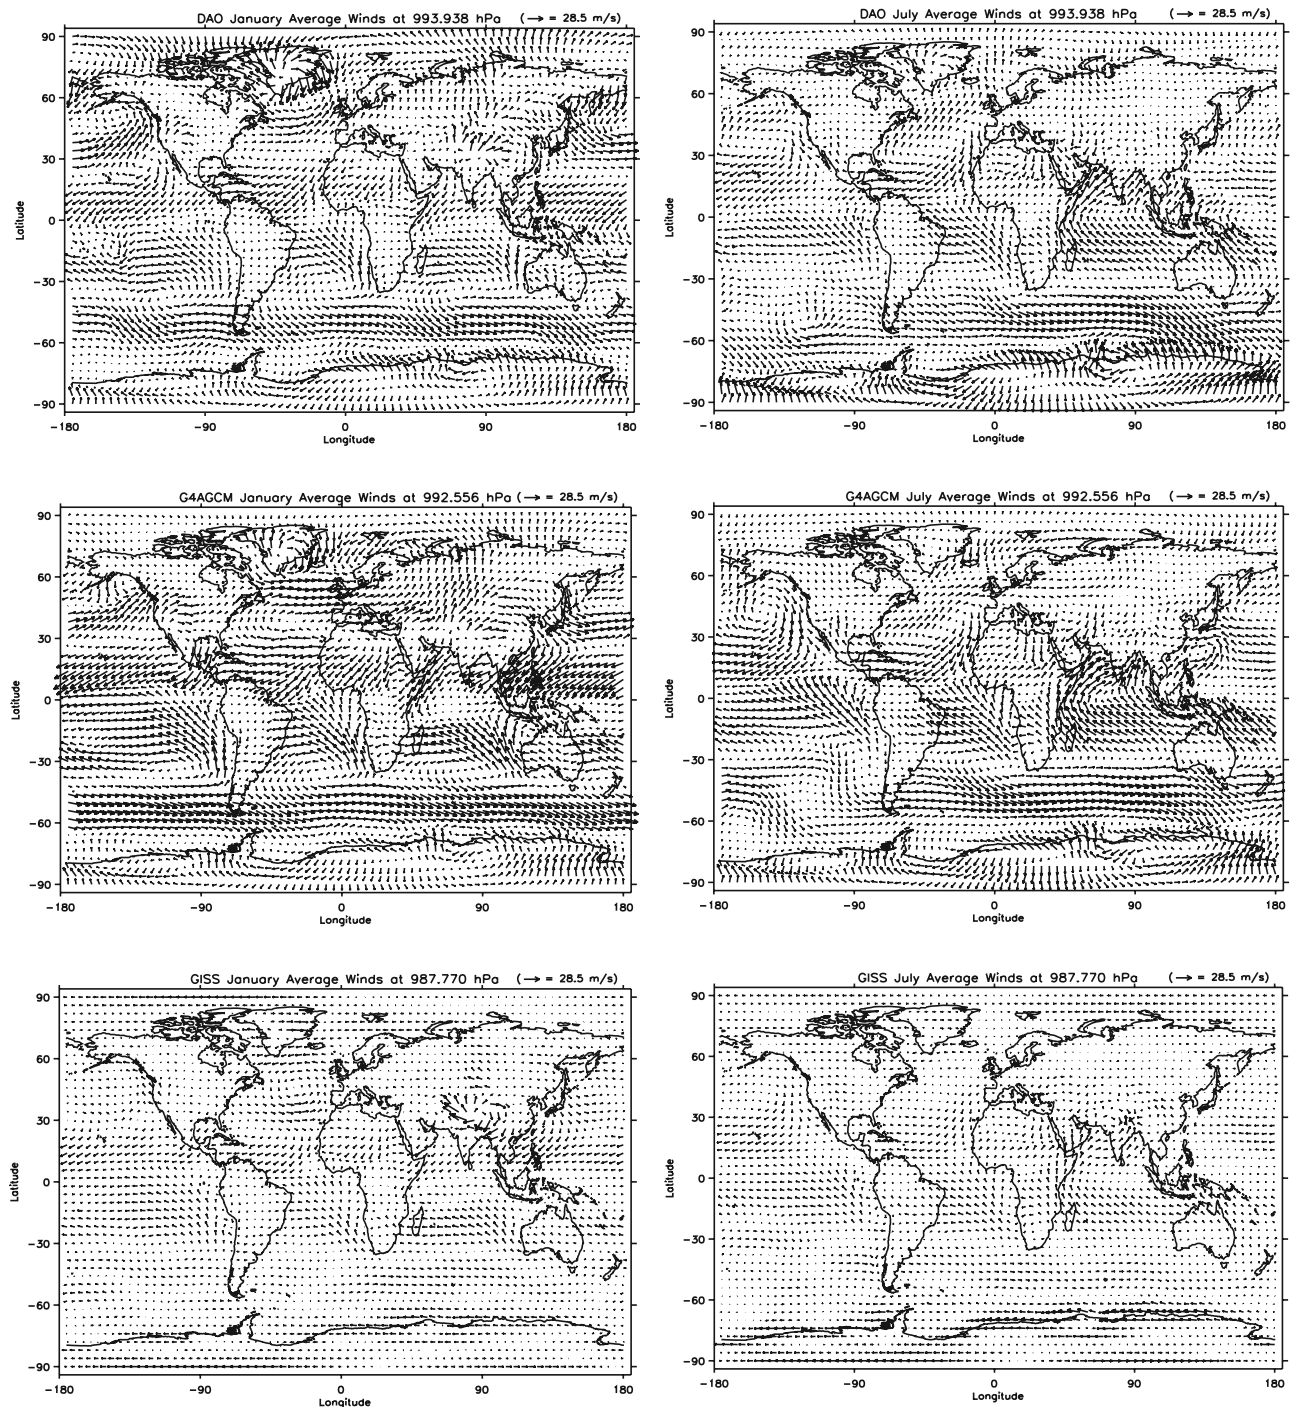 DAO January Average Winds at 993.938 hPa (→ = 28.5 m/s)
90
60
30
0
−30
−60
−90
Latitude
−180 −90 0 90 180
Longitude
DAO July Average Winds at 993.938 hPa (→ = 28.5 m/s)
90
60
30
0
−30
−60
−90
Latitude
−180 −90 0 90 180
Longitude
G4AGCM January Average Winds at 992.556 hPa (→ = 28.5 m/s)
90
60
30
0
−30
−60
−90
Latitude
−180 −90 0 90 180
Longitude
G4AGCM July Average Winds at 992.556 hPa (→ = 28.5 m/s)
90
60
30
0
−30
−60
−90
Latitude
−180 −90 0 90 180
Longitude
GISS January Average Winds at 987.770 hPa (→ = 28.5 m/s)
90
60
30
0
−30
−60
−90
Latitude
−180 −90 0 90 180
Longitude
GISS July Average Winds at 987.770 hPa (→ = 28.5 m/s)
90
60
30
0
−30
−60
−90
Latitude
−180 −90 0 90 180
Longitude